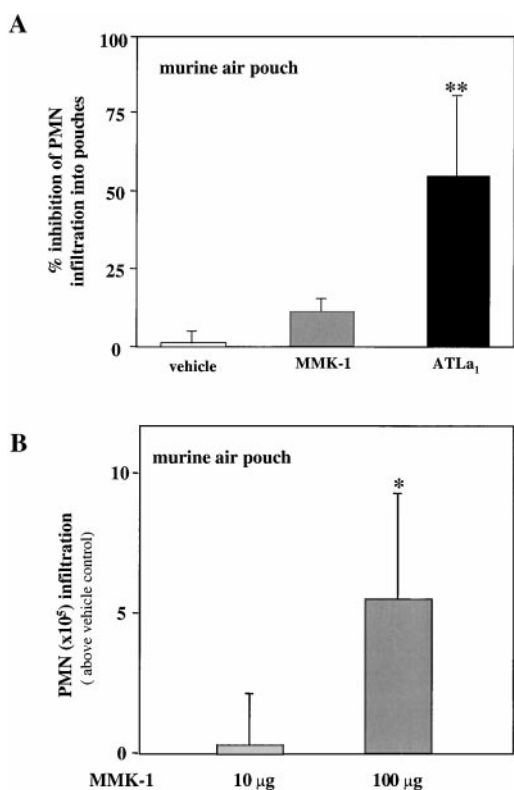 A
murine air pouch
% inhibition of PMN
infiltration into pouches
100
75
50
25
0
**
vehicle
MMK-1
ATLa₁
B
murine air pouch
PMN (x10⁵) infiltration
( above vehicle control)
10
5
0
*
MMK-1 10 µg 100 µg